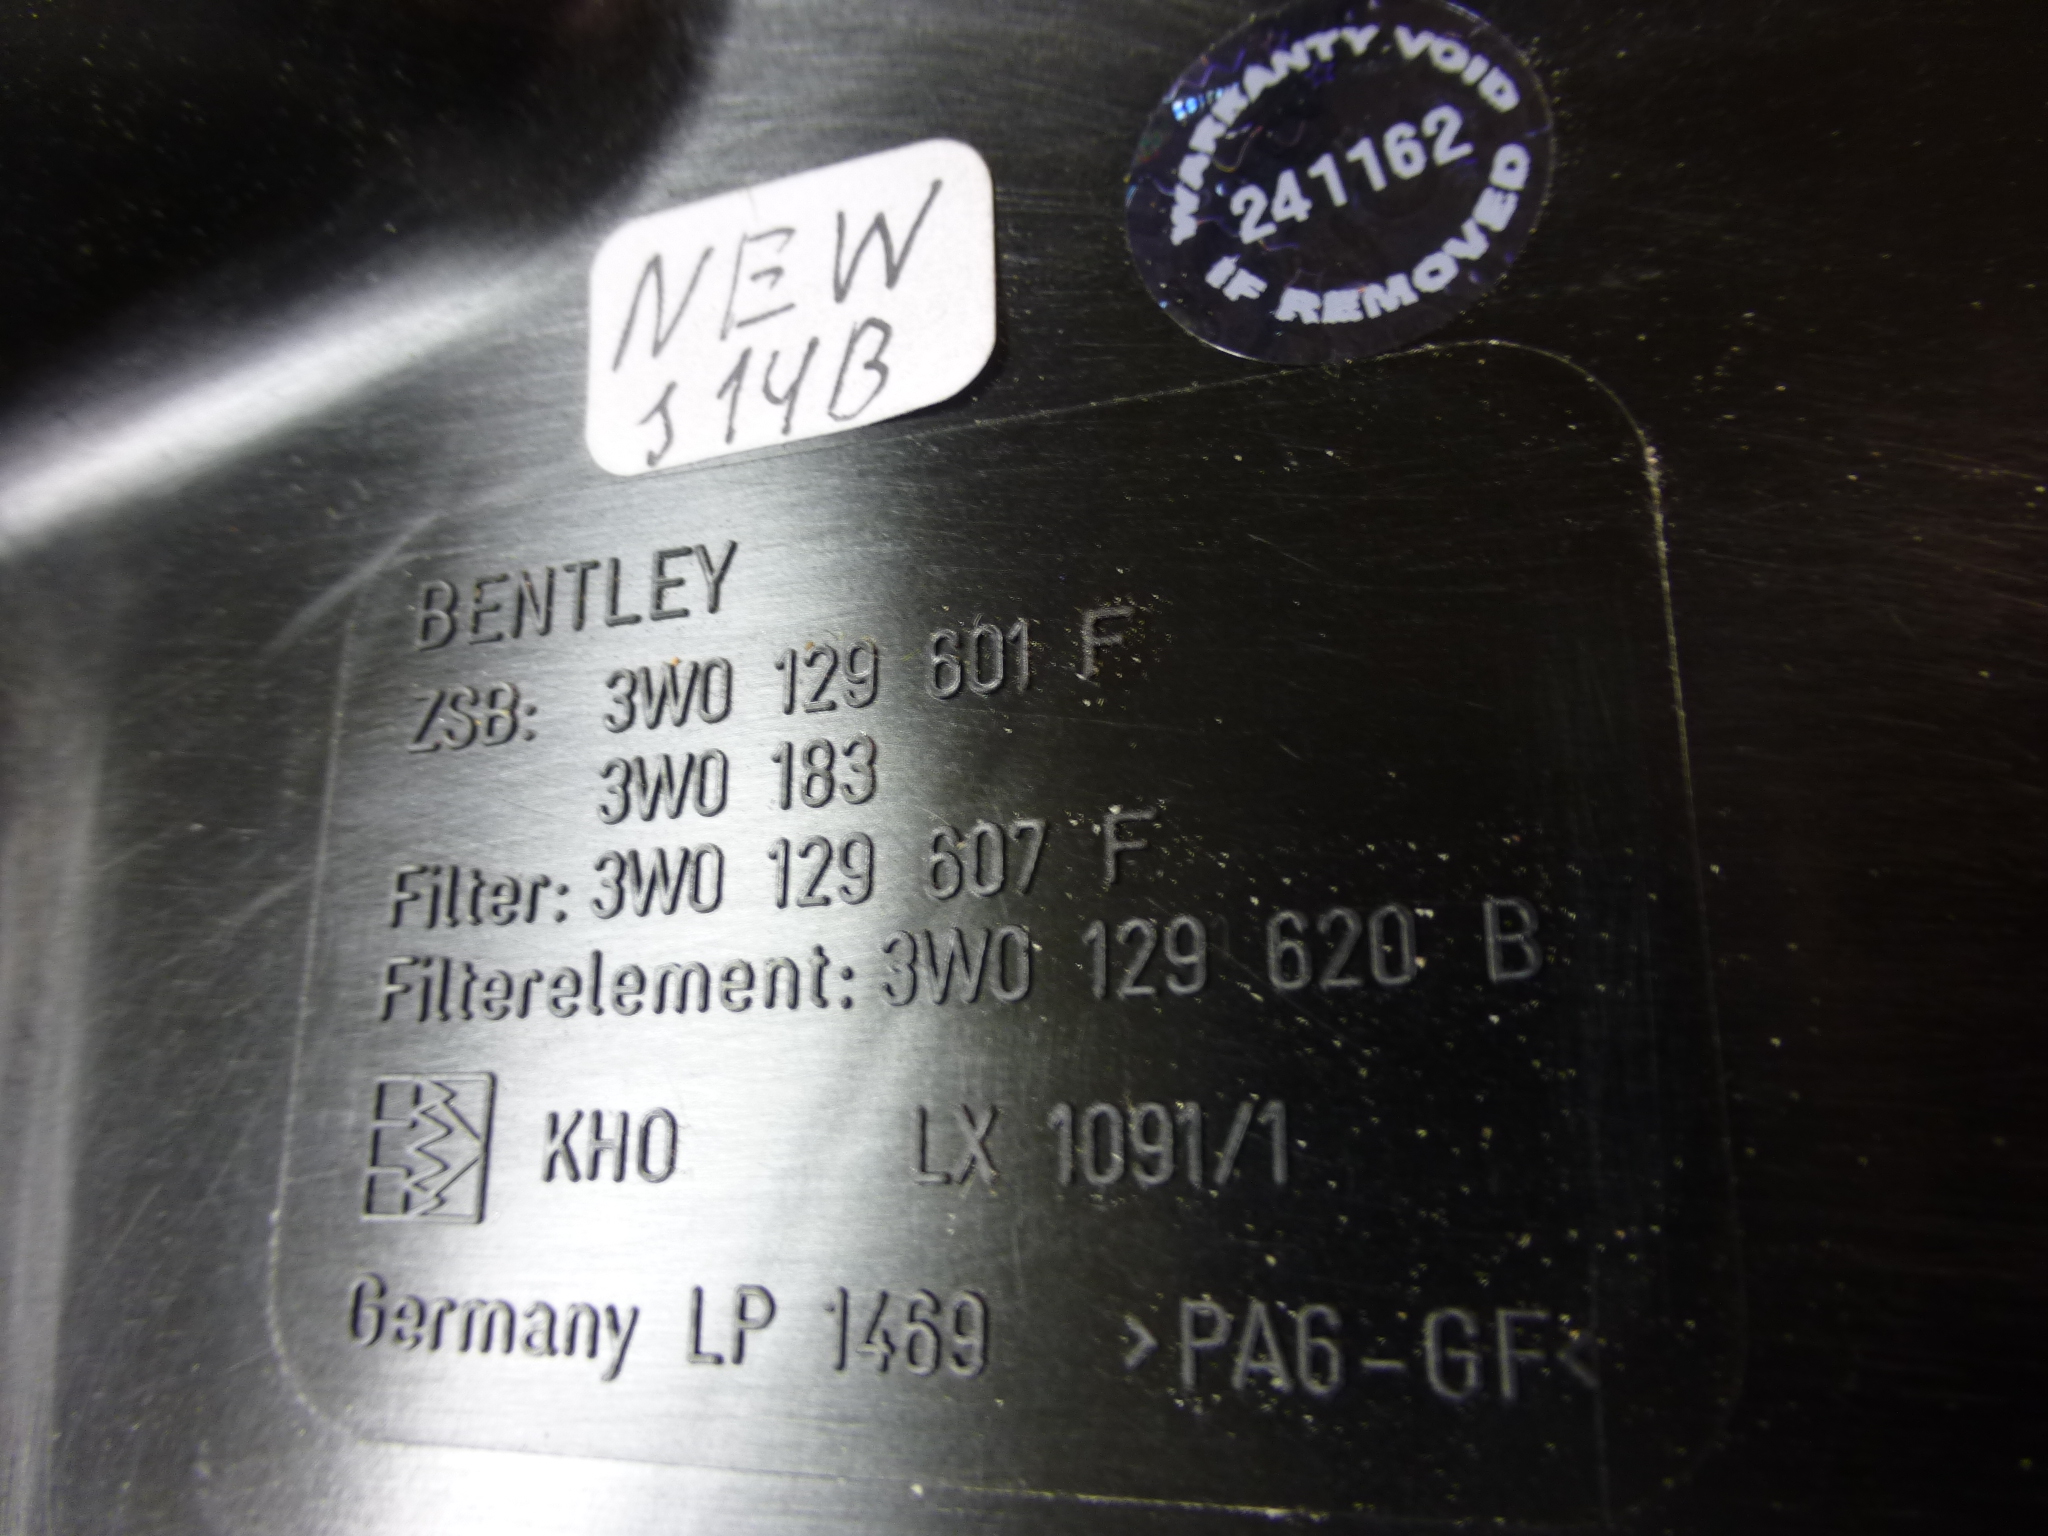 WARRANTY VOID
241162
IF REMOVED
NEW
J14B
BENTLEY
ZSB: 3W0 129 601 F
3W0 183
Filter: 3W0 129 607 F
Filterelement: 3W0 129 620 B
KHO LX 1091/1
Germany LP 1469 >PA6-GF<